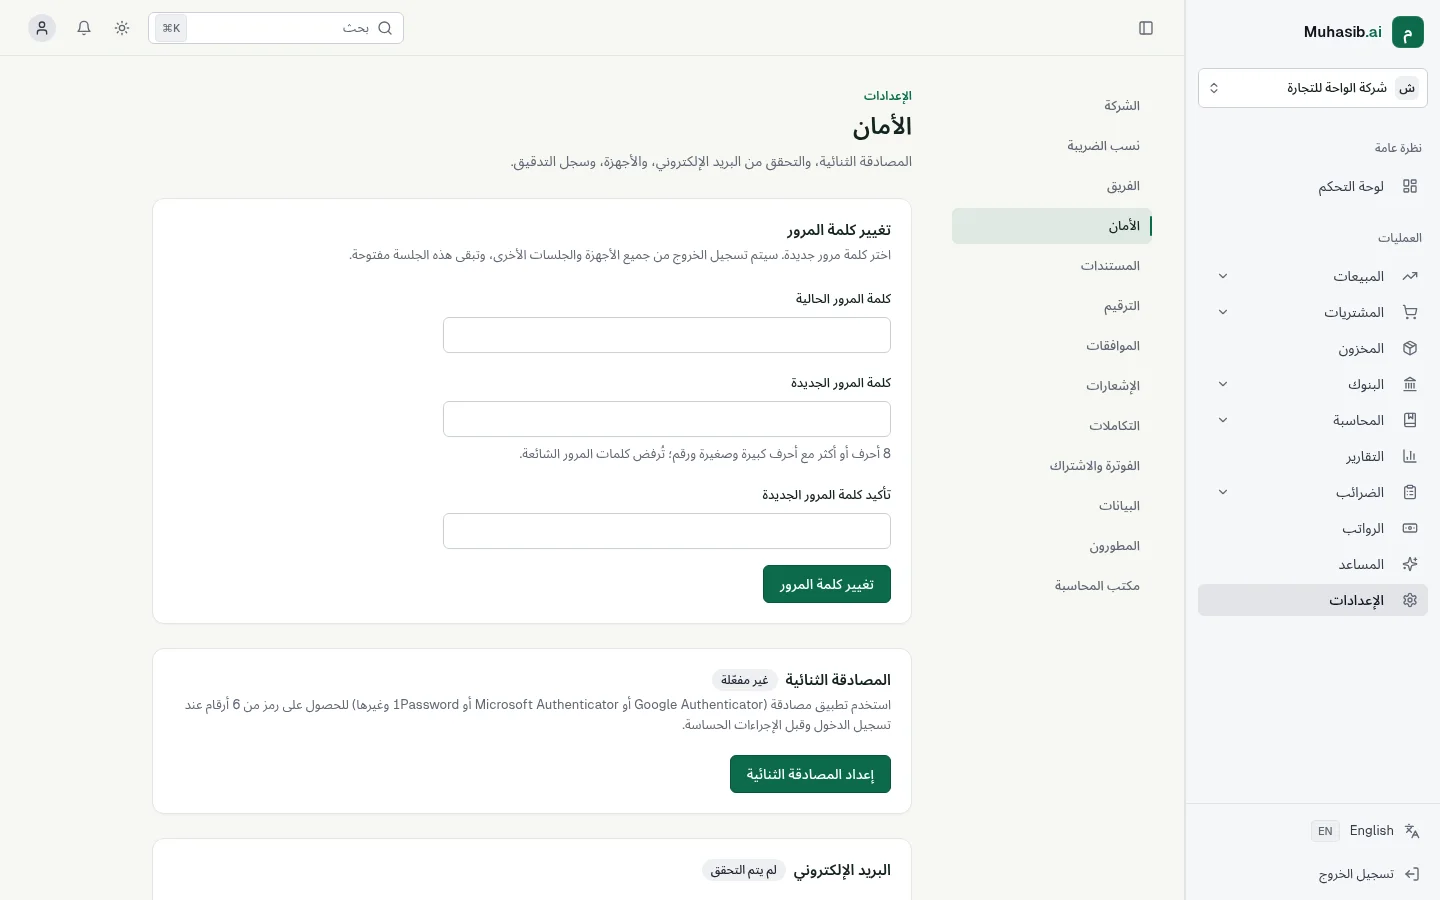 Muhasib.ai
م
ش
شركة الواحة للتجارة
نظرة عامة
لوحة التحكم
العمليات
المبيعات
المشتريات
المخزون
البنوك
المحاسبة
التقارير
الضرائب
الرواتب
المساعد
الإعدادات
English
EN
تسجيل الخروج
بحث
⌘K
الشركة
نسب الضريبة
الفريق
الأمان
المستندات
الترقيم
الموافقات
الإشعارات
التكاملات
الفوترة والاشتراك
البيانات
المطورون
مكتب المحاسبة
الإعدادات
الأمان
المصادقة الثنائية، والتحقق من البريد الإلكتروني، والأجهزة، وسجل التدقيق.
تغيير كلمة المرور
اختر كلمة مرور جديدة. سيتم تسجيل الخروج من جميع الأجهزة والجلسات الأخرى، وتبقى هذه الجلسة مفتوحة.
كلمة المرور الحالية
كلمة المرور الجديدة
8 أحرف أو أكثر مع أحرف كبيرة وصغيرة ورقم؛ تُرفض كلمات المرور الشائعة.
تأكيد كلمة المرور الجديدة
تغيير كلمة المرور
المصادقة الثنائية غير مفعّلة
استخدم تطبيق مصادقة (Google Authenticator أو Microsoft Authenticator أو 1Password وغيرها) للحصول على رمز من 6 أرقام عند
تسجيل الدخول وقبل الإجراءات الحساسة.
إعداد المصادقة الثنائية
البريد الإلكتروني لم يتم التحقق